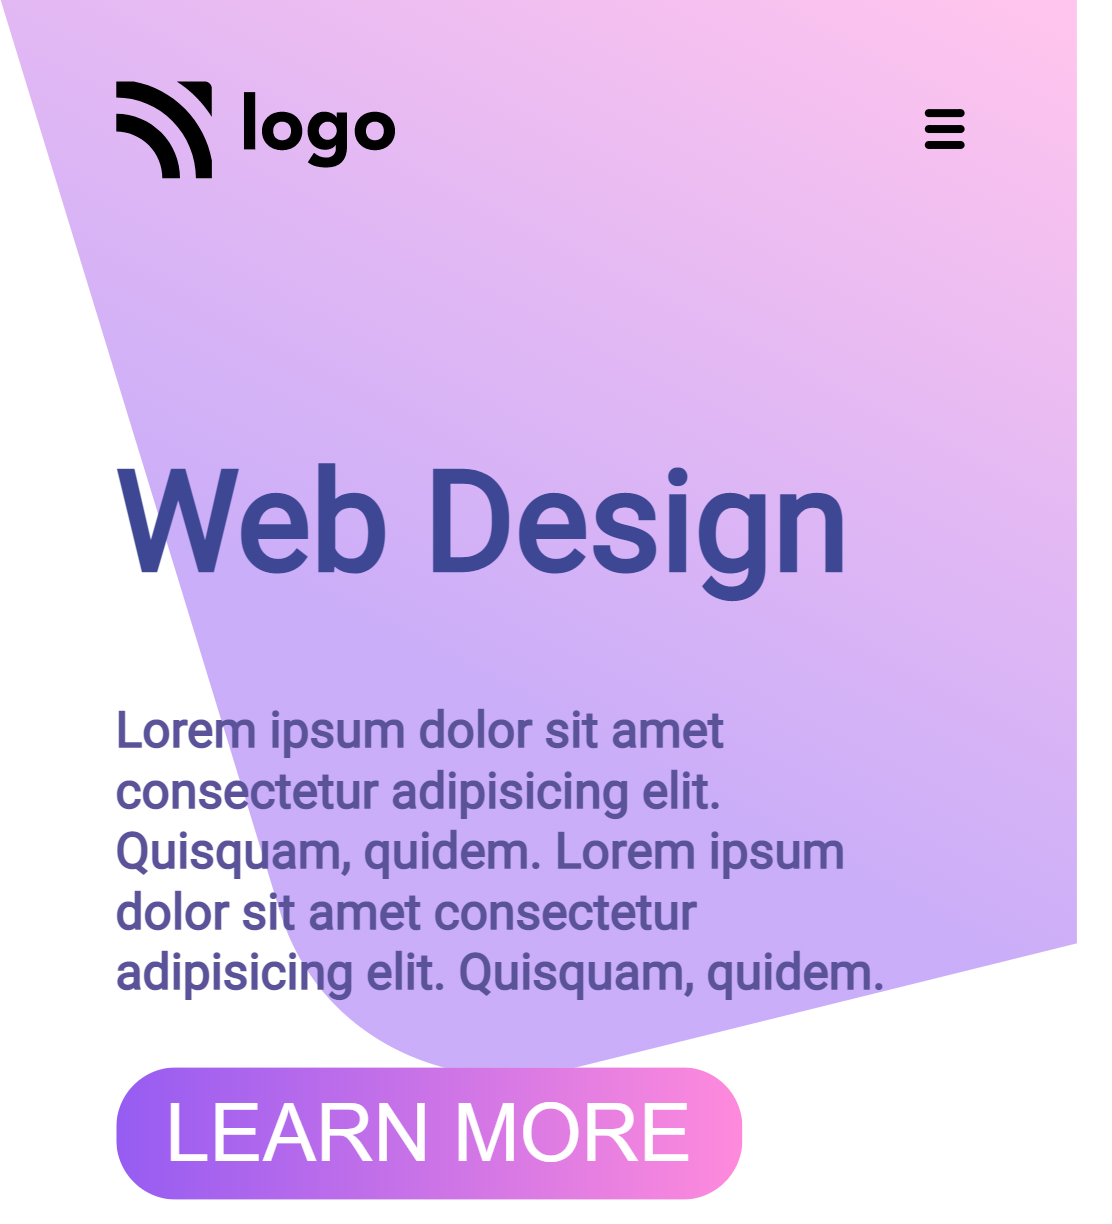 logo
Web Design
Lorem ipsum dolor sit amet
consectetur adipisicing elit.
Quisquam, quidem. Lorem ipsum
dolor sit amet consectetur
adipisicing elit. Quisquam, quidem.
LEARN MORE